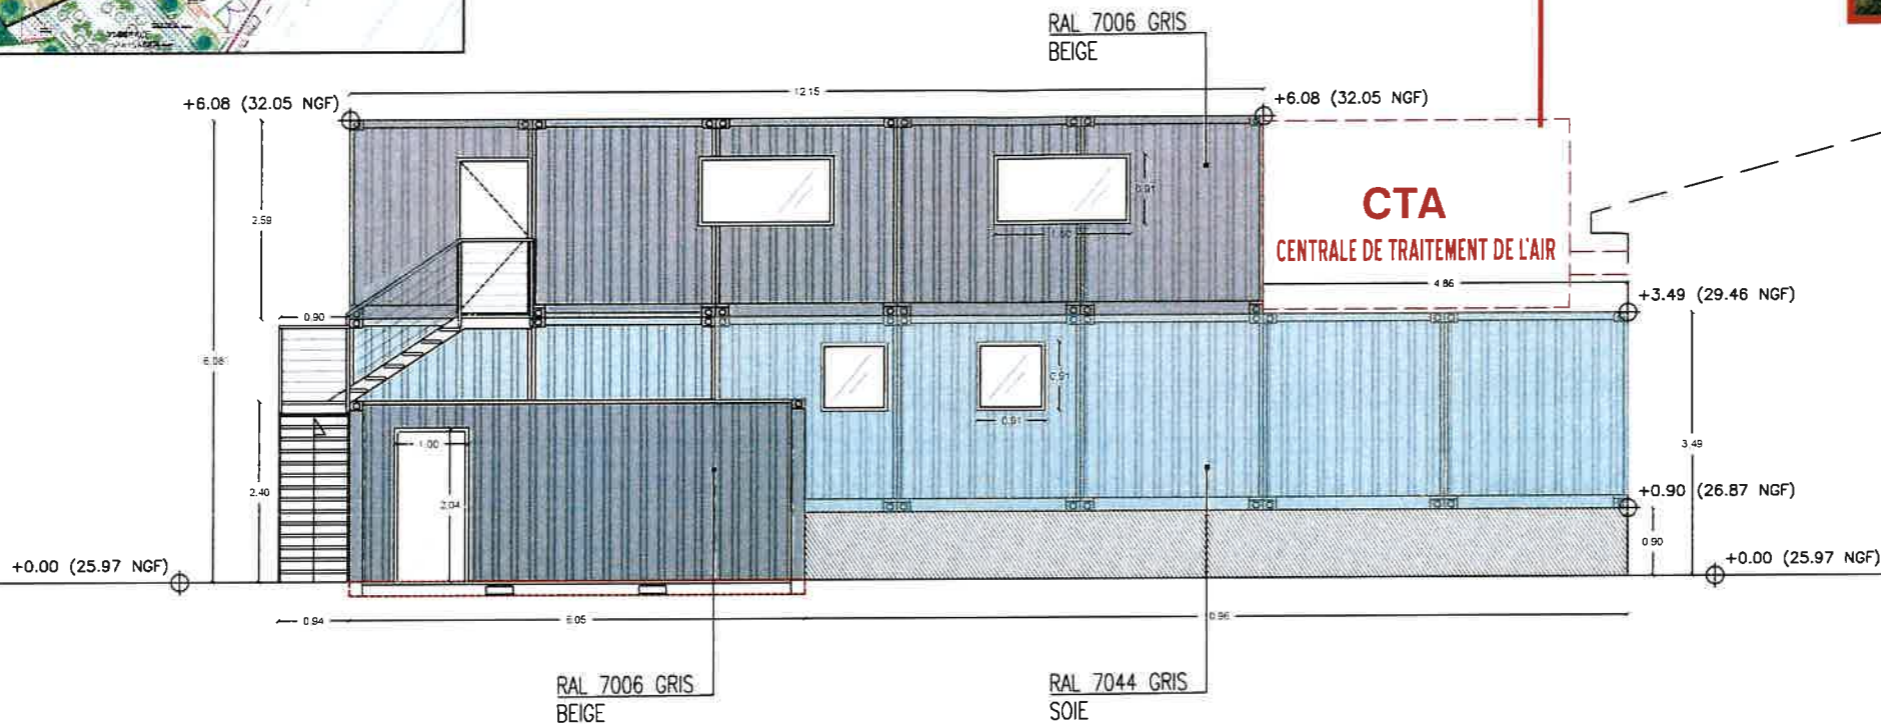 RAL 7006 GRIS
BEIGE
12.15
+6.08 (32.05 NGF)
+6.08 (32.05 NGF)
2.59
0.91
1.50
CTA
CENTRALE DE TRAITEMENT DE L'AIR
4.86
+3.49 (29.46 NGF)
0.90
6.08
0.91
0.91
1.00
3.49
2.40
2.04
+0.90 (26.87 NGF)
0.90
+0.00 (25.97 NGF)
+0.00 (25.97 NGF)
0.94
6.05
RAL 7006 GRIS
BEIGE
RAL 7044 GRIS
SOIE